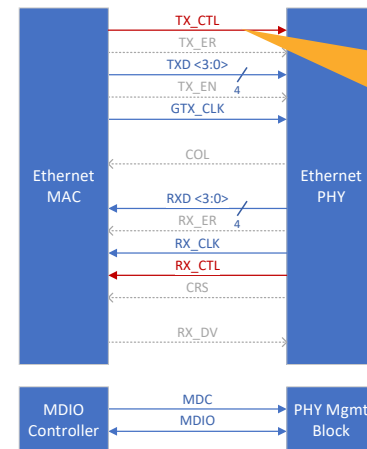 TX_CTL
TX_ER
TXD <3:0>
4
TX_EN
GTX_CLK
COL
Ethernet
MAC
Ethernet
PHY
RXD <3:0>
4
RX_ER
RX_CLK
RX_CTL
CRS
RX_DV
MDIO
Controller
MDC
MDIO
PHY Mgmt
Block